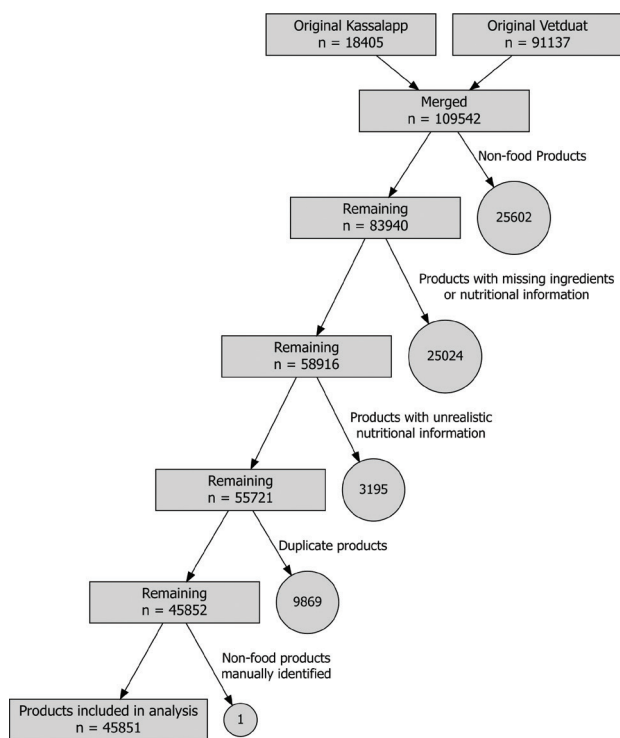 Original Kassalapp
n = 18405
Original Vetduat
n = 91137
Merged
n = 109542
Non-food Products
25602
Remaining
n = 83940
Products with missing ingredients
or nutritional information
25024
Remaining
n = 58916
Products with unrealistic
nutritional information
3195
Remaining
n = 55721
Duplicate products
9869
Remaining
n = 45852
Non-food products
manually identified
1
Products included in analysis
n = 45851